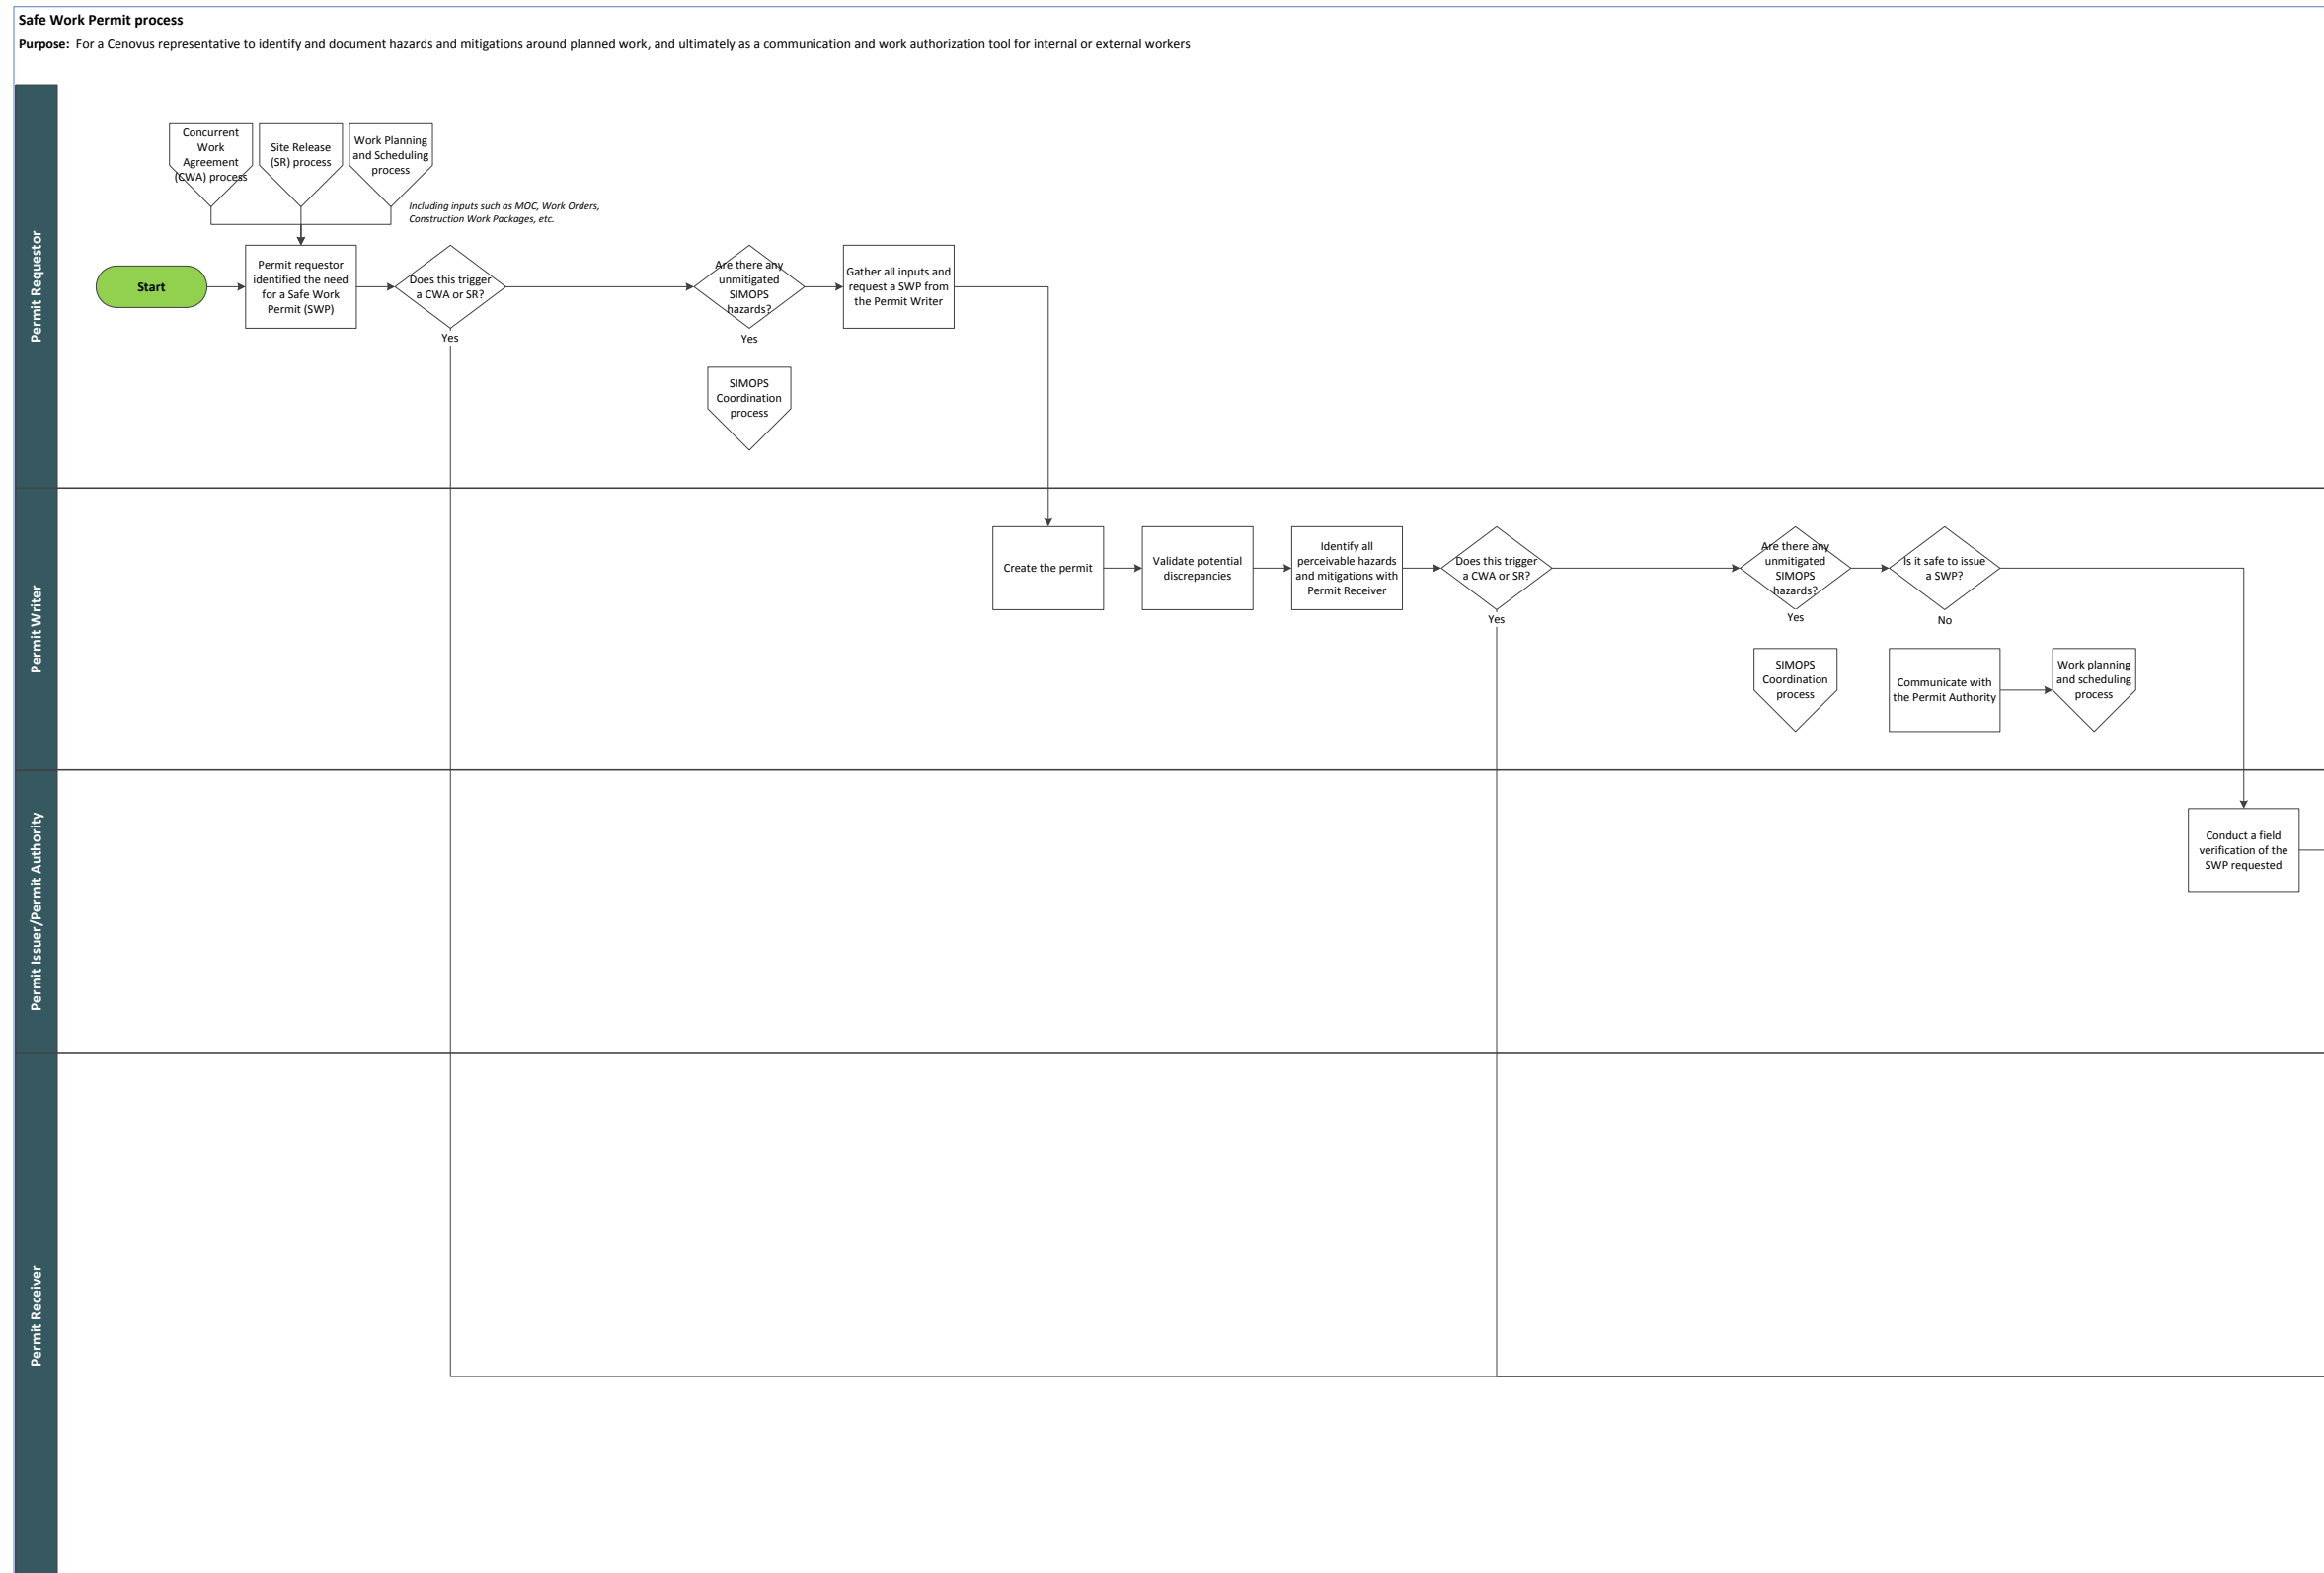 Safe Work Permit process
Purpose: For a Cenovus representative to identify and document hazards and mitigations around planned work, and ultimately as a communication and work authorization tool for internal or external workers
Permit Requestor
Concurrent
Work
Agreement
(CWA) process
Site Release
(SR) process
Work Planning
and Scheduling
process
Including inputs such as MOC, Work Orders,
Construction Work Packages, etc.
Start
Permit requestor
identified the need
for a Safe Work
Permit (SWP)
Does this trigger
a CWA or SR?
Yes
Are there any
unmitigated
SIMOPS
hazards?
Yes
Gather all inputs and
request a SWP from
the Permit Writer
SIMOPS
Coordination
process
Permit Writer
Create the permit
Validate potential
discrepancies
Identify all
perceivable hazards
and mitigations with
Permit Receiver
Does this trigger
a CWA or SR?
Yes
Are there any
unmitigated
SIMOPS
hazards?
Yes
Is it safe to issue
a SWP?
No
SIMOPS
Coordination
process
Communicate with
the Permit Authority
Work planning
and scheduling
process
Permit Issuer/Permit Authority
Conduct a field
verification of the
SWP requested
Permit Receiver